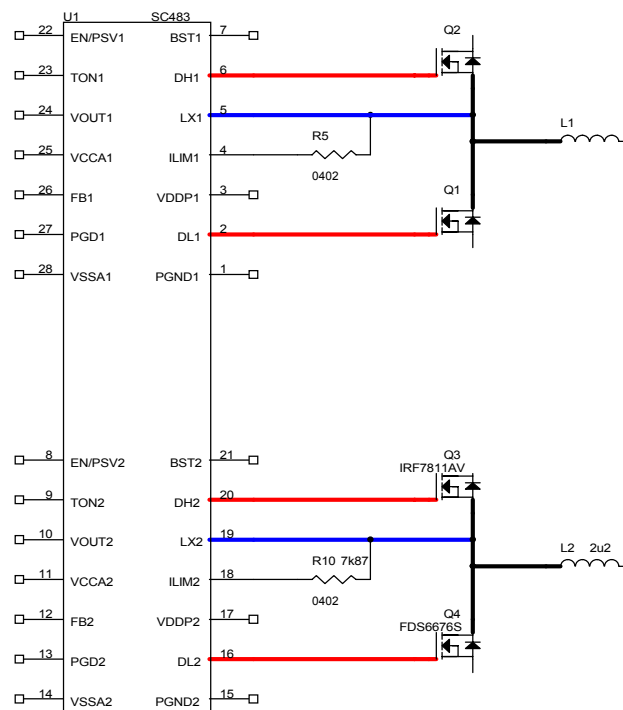 U1 SC483
22 EN/PSV1 BST1 7
23 TON1 DH1 6
24 VOUT1 LX1 5
25 VCCA1 ILIM1 4
26 FB1 VDDP1 3
27 PGD1 DL1 2
28 VSSA1 PGND1 1
Q2
L1
R5
0402
Q1
8 EN/PSV2 BST2 21
9 TON2 DH2 20
10 VOUT2 LX2 19
11 VCCA2 ILIM2 18
12 FB2 VDDP2 17
13 PGD2 DL2 16
14 VSSA2 PGND2 15
Q3
IRF7811AV
L2 2u2
R10 7k87
0402
Q4
FDS6676S